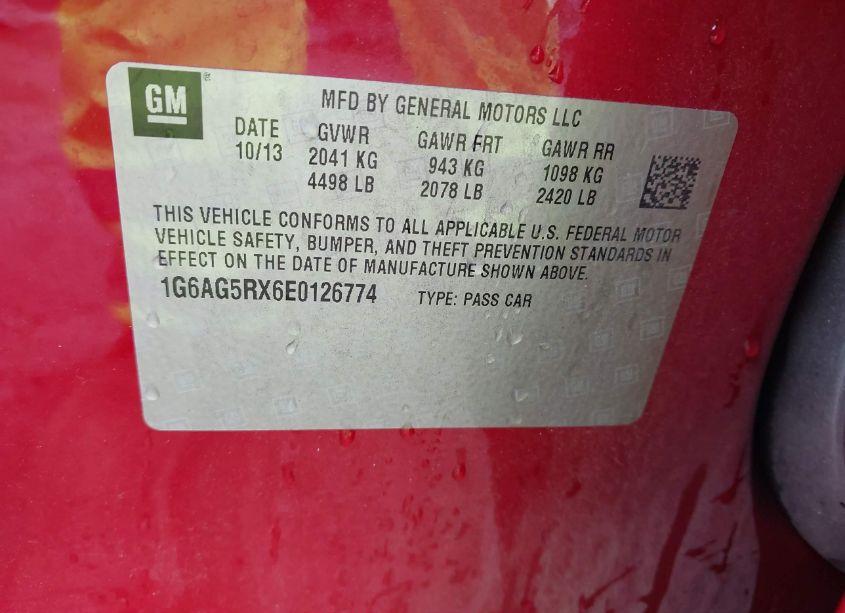 GM
MFD BY GENERAL MOTORS LLC
DATE GVWR GAWR FRT GAWR RR
10/13 2041 KG 943 KG 1098 KG
4498 LB 2078 LB 2420 LB
THIS VEHICLE CONFORMS TO ALL APPLICABLE U.S. FEDERAL MOTOR
VEHICLE SAFETY, BUMPER, AND THEFT PREVENTION STANDARDS IN
EFFECT ON THE DATE OF MANUFACTURE SHOWN ABOVE.
1G6AG5RX6E0126774 TYPE: PASS CAR